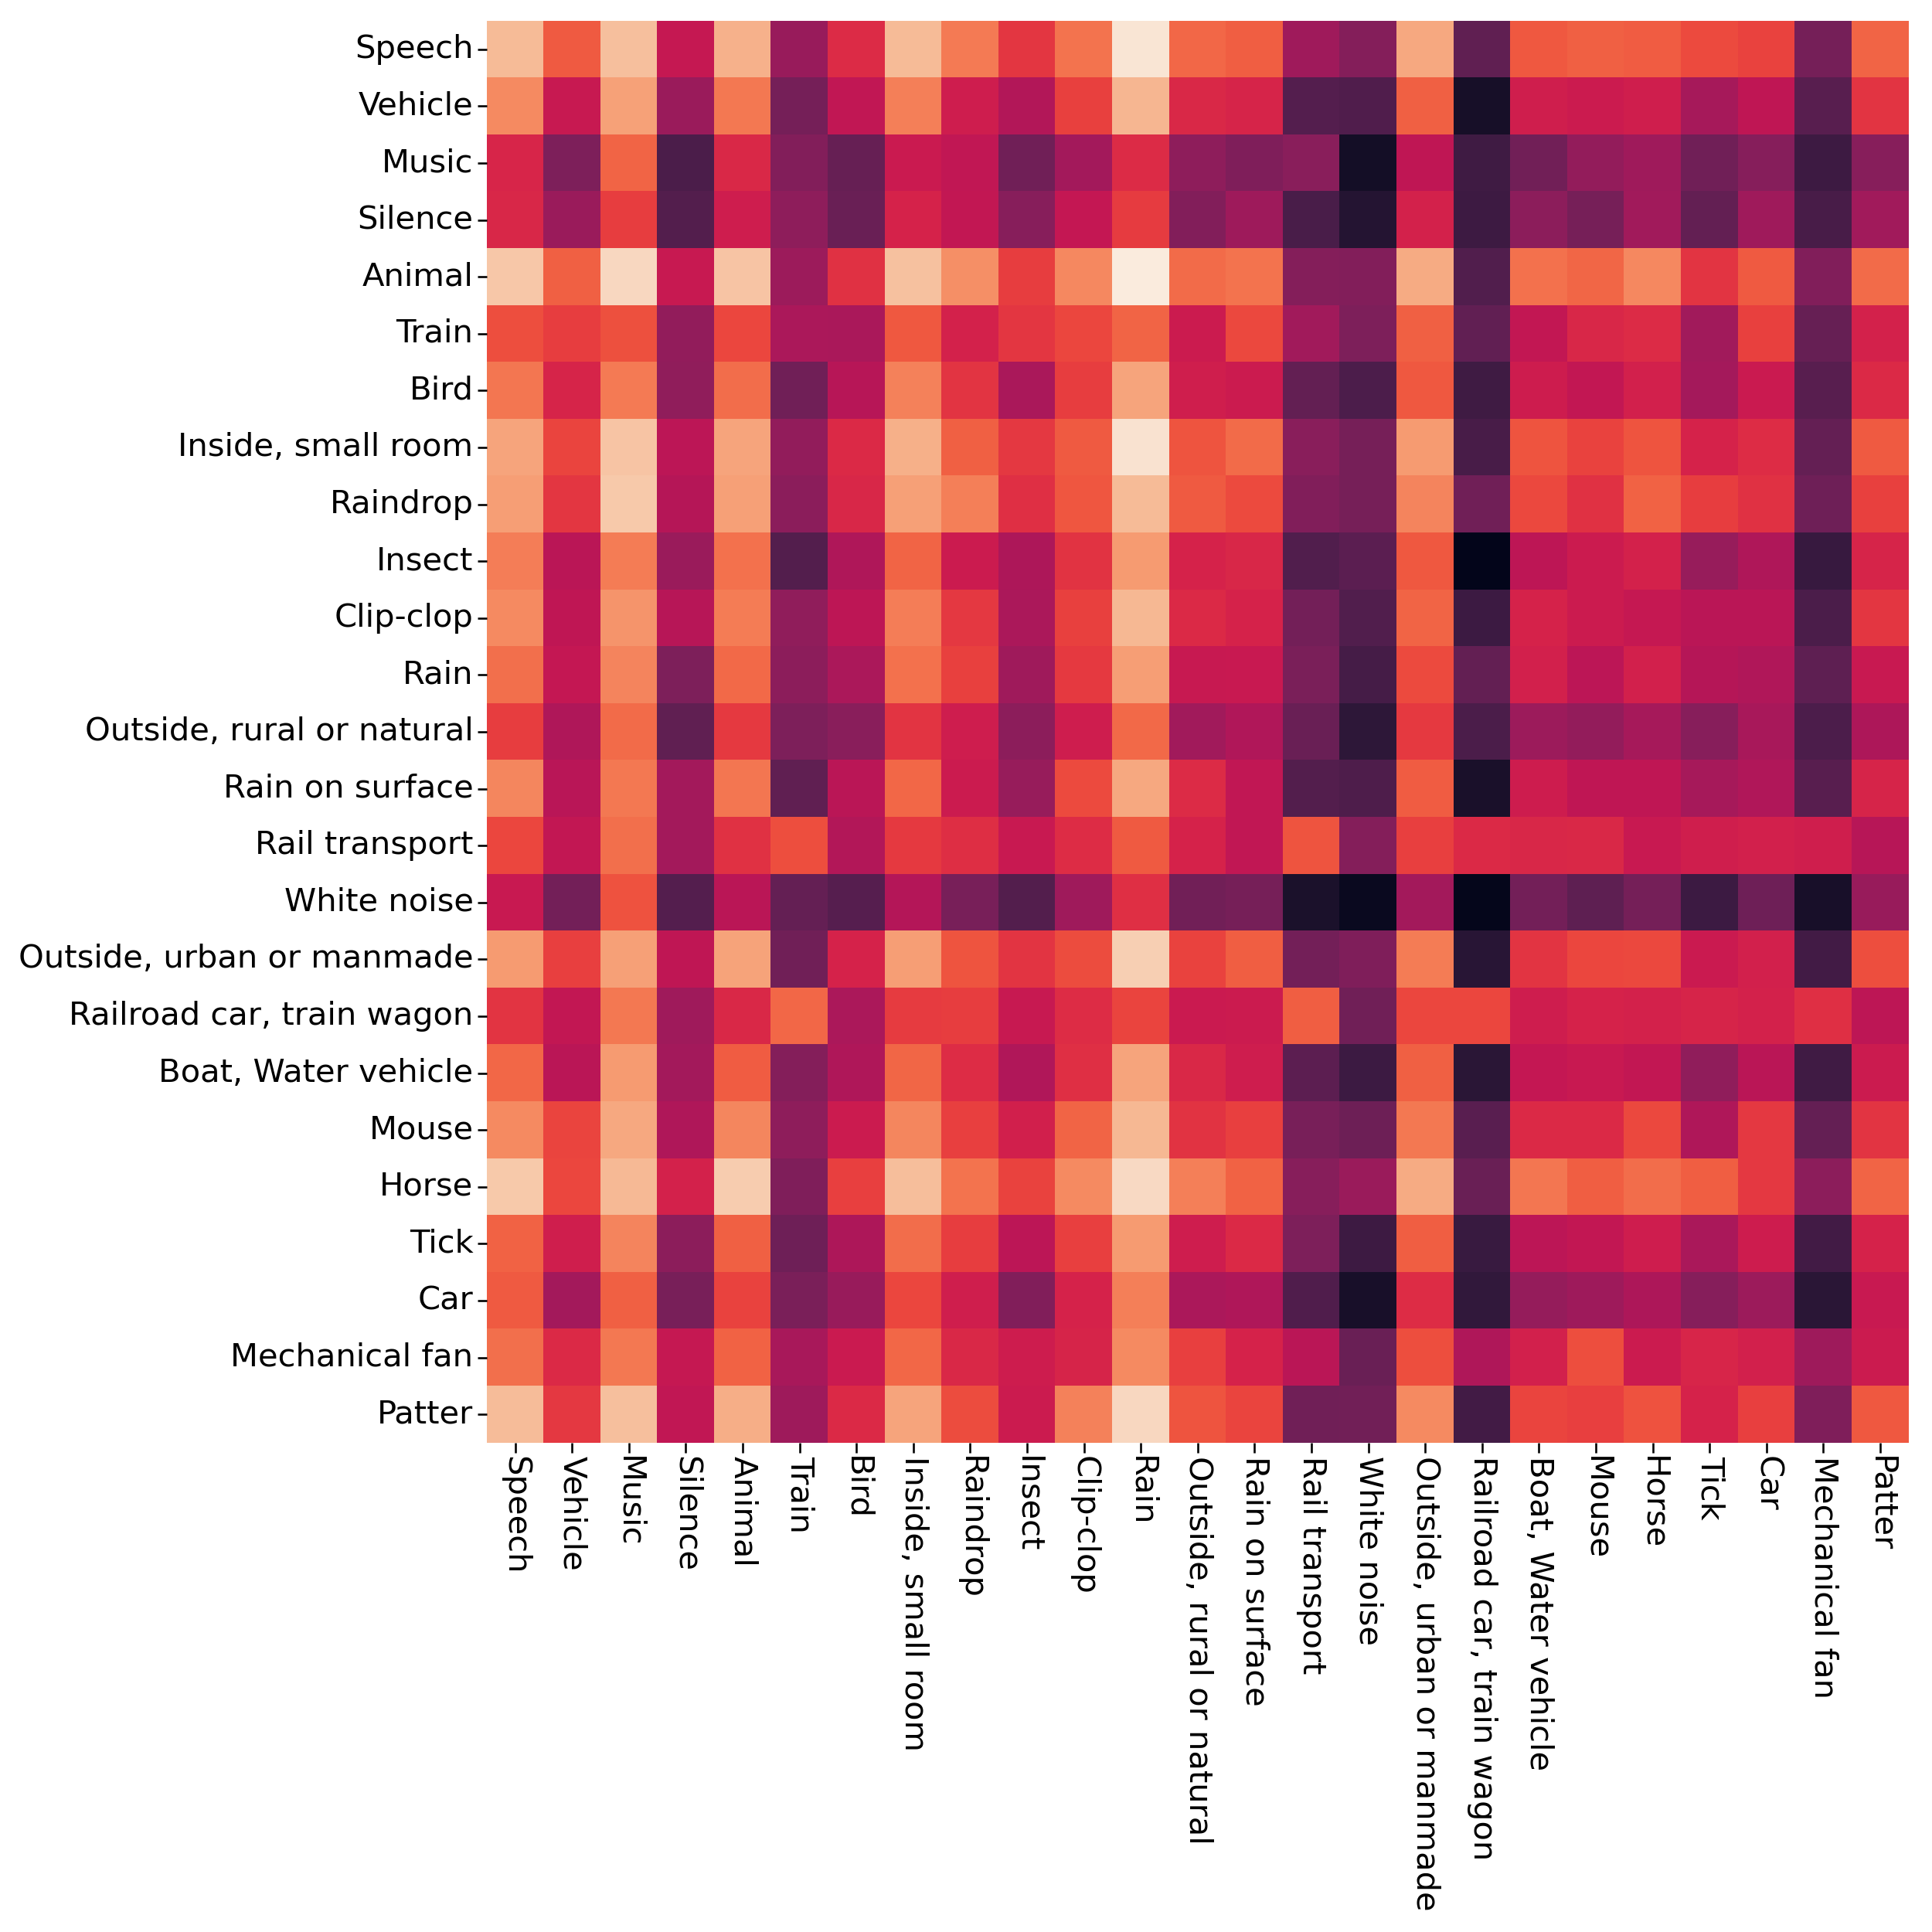 Speech
Vehicle
Music
Silence
Animal
Train
Bird
Inside, small room
Raindrop
Insect
Clip-clop
Rain
Outside, rural or natural
Rain on surface
Rail transport
White noise
Outside, urban or manmade
Railroad car, train wagon
Boat, Water vehicle
Mouse
Horse
Tick
Car
Mechanical fan
Patter
Speech
Vehicle
Music
Silence
Animal
Train
Bird
Inside, small room
Raindrop
Insect
Clip-clop
Rain
Outside, rural or natural
Rain on surface
Rail transport
White noise
Outside, urban or manmade
Railroad car, train wagon
Boat, Water vehicle
Mouse
Horse
Tick
Car
Mechanical fan
Patter